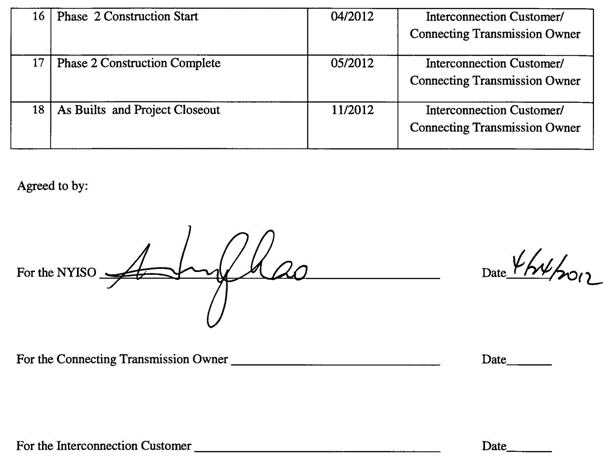 16 Phase 2 Construction Start 04/2012 Interconnection Customer/
Connecting Transmission Owner
17 Phase 2 Construction Complete 05/2012 Interconnection Customer/
Connecting Transmission Owner
18 As Builts and Project Closeout 11/2012 Interconnection Customer/
Connecting Transmission Owner
Agreed to by:
For the NYISO Date 4/24/2012
For the Connecting Transmission Owner Date
For the Interconnection Customer Date